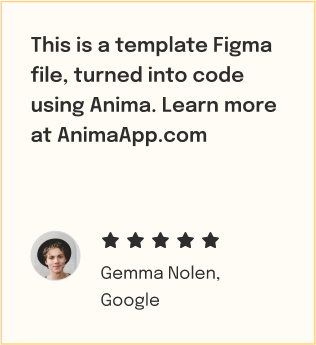 This is a template Figma
file, turned into code
using Anima. Learn more
at AnimaApp.com
Gemma Nolen,
Google